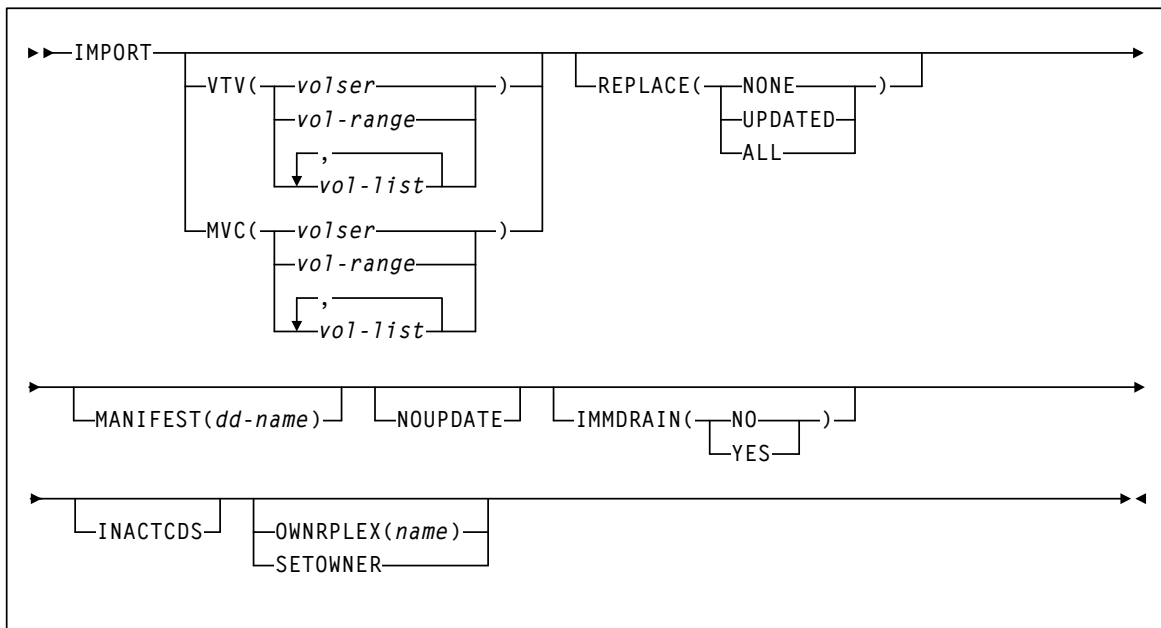 IMPORT
VTV( volser )
vol-range
,
vol-list
MVC( volser )
vol-range
,
vol-list
REPLACE( NONE )
UPDATED
ALL
MANIFEST(dd-name)
NOUPDATE
IMMDRAIN( NO )
YES
INACTCDS
OWNRPLEX(name)
SETOWNER